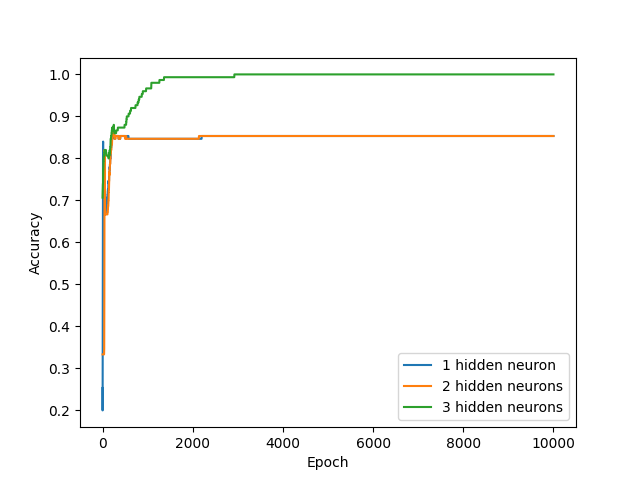 1.0
0.9
0.8
0.7
0.6
0.5
0.4
0.3
0.2
Accuracy
1 hidden neuron
2 hidden neurons
3 hidden neurons
0 2000 4000 6000 8000 10000
Epoch